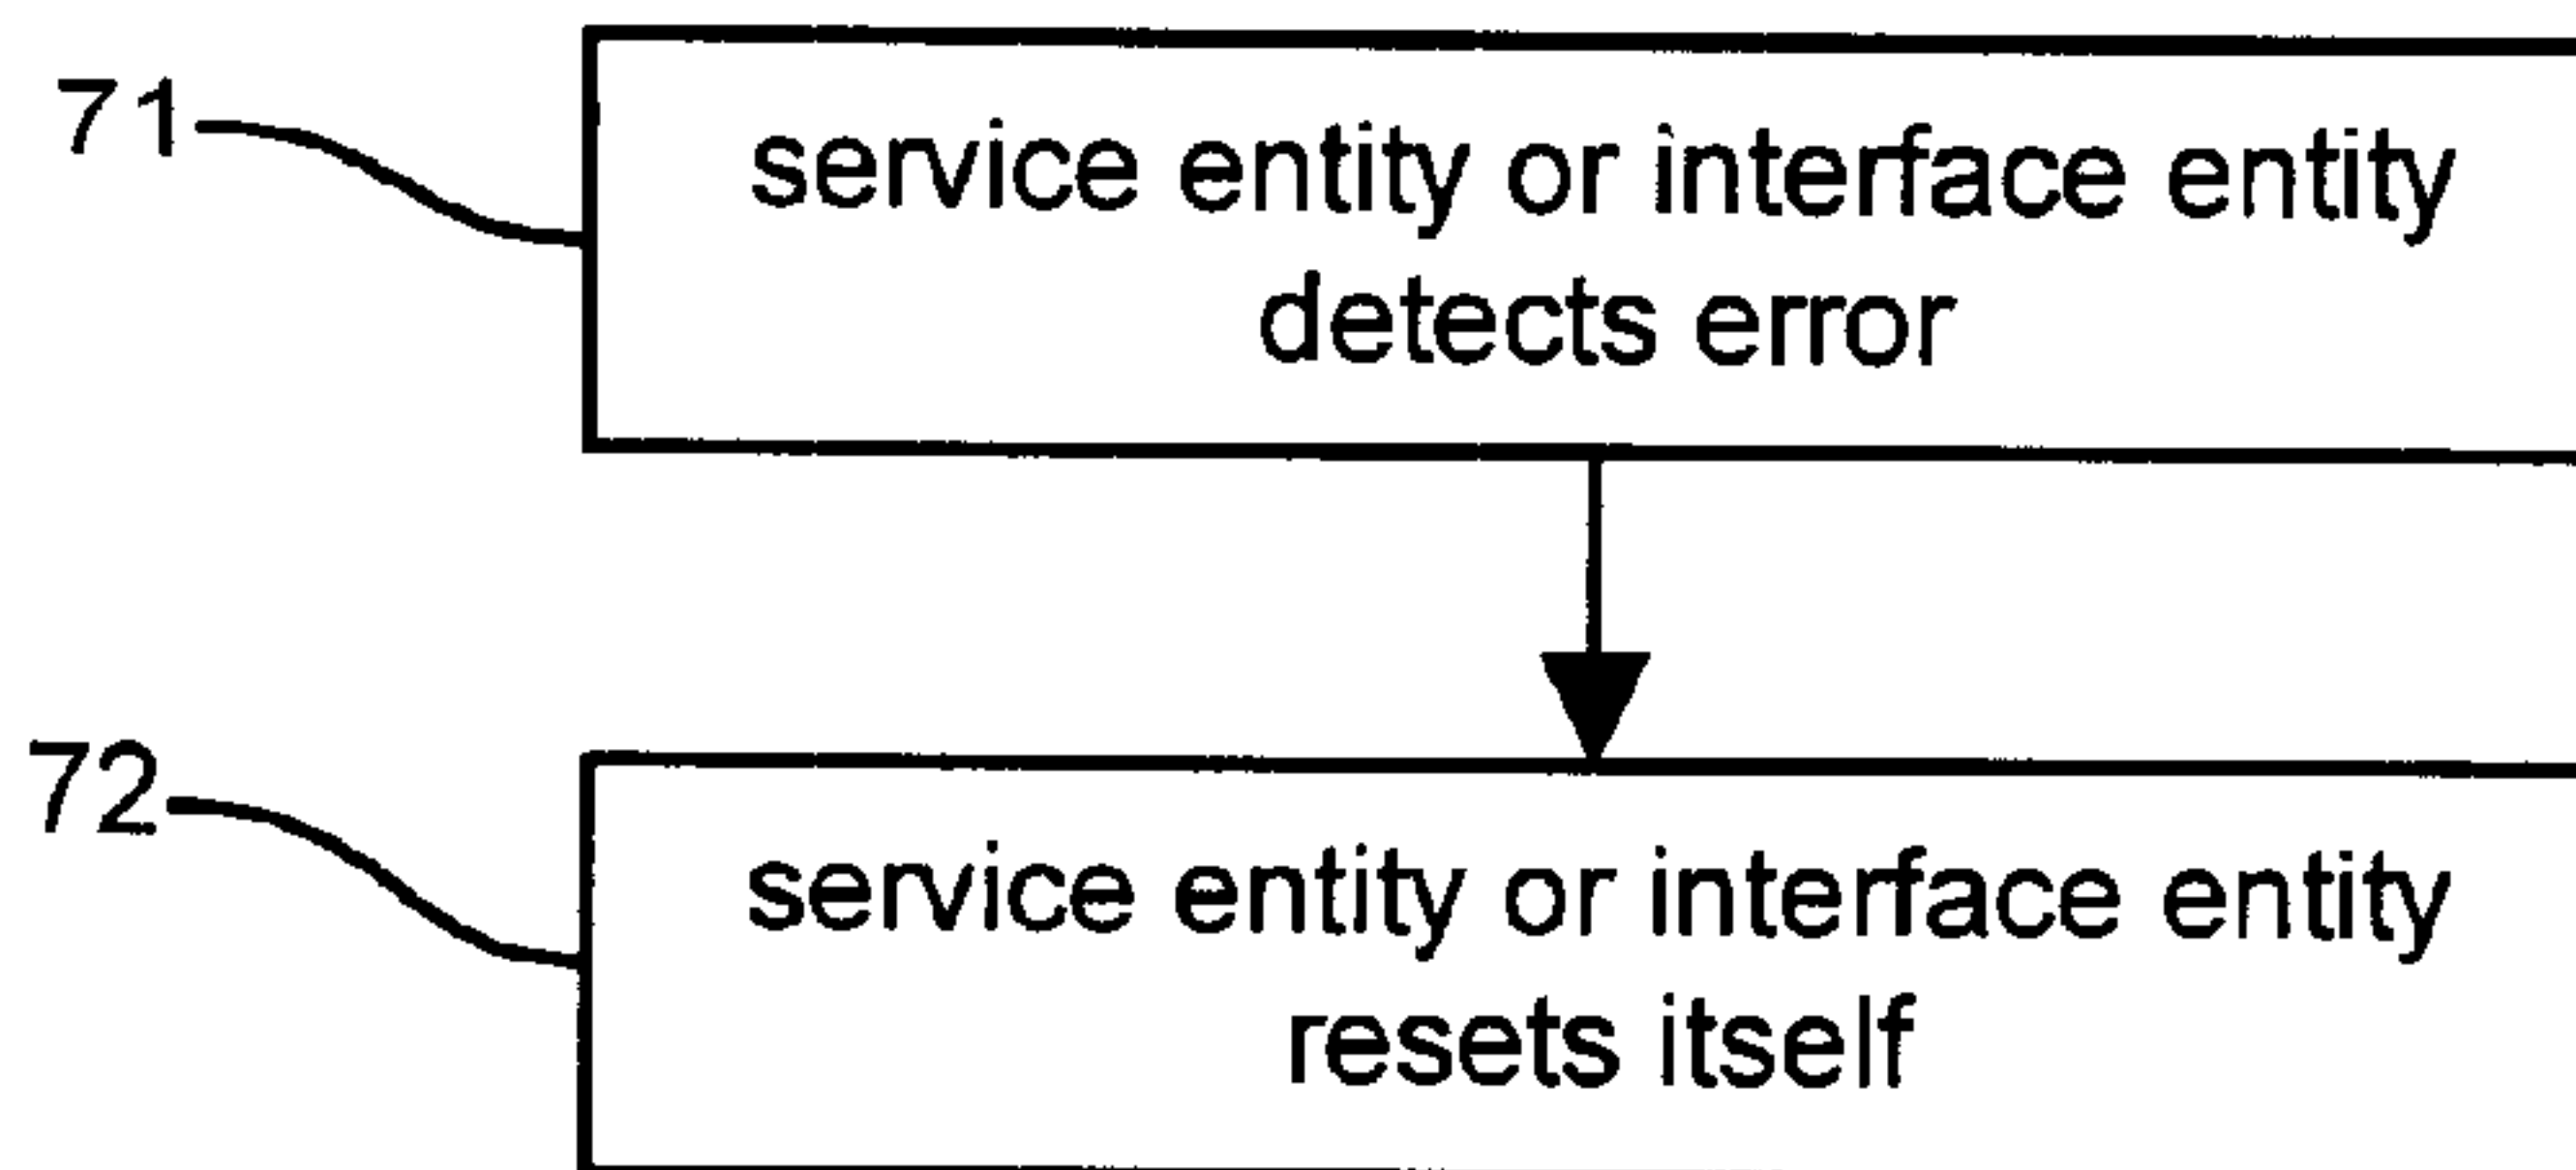 71
service entity or interface entity
detects error
72
service entity or interface entity
resets itself